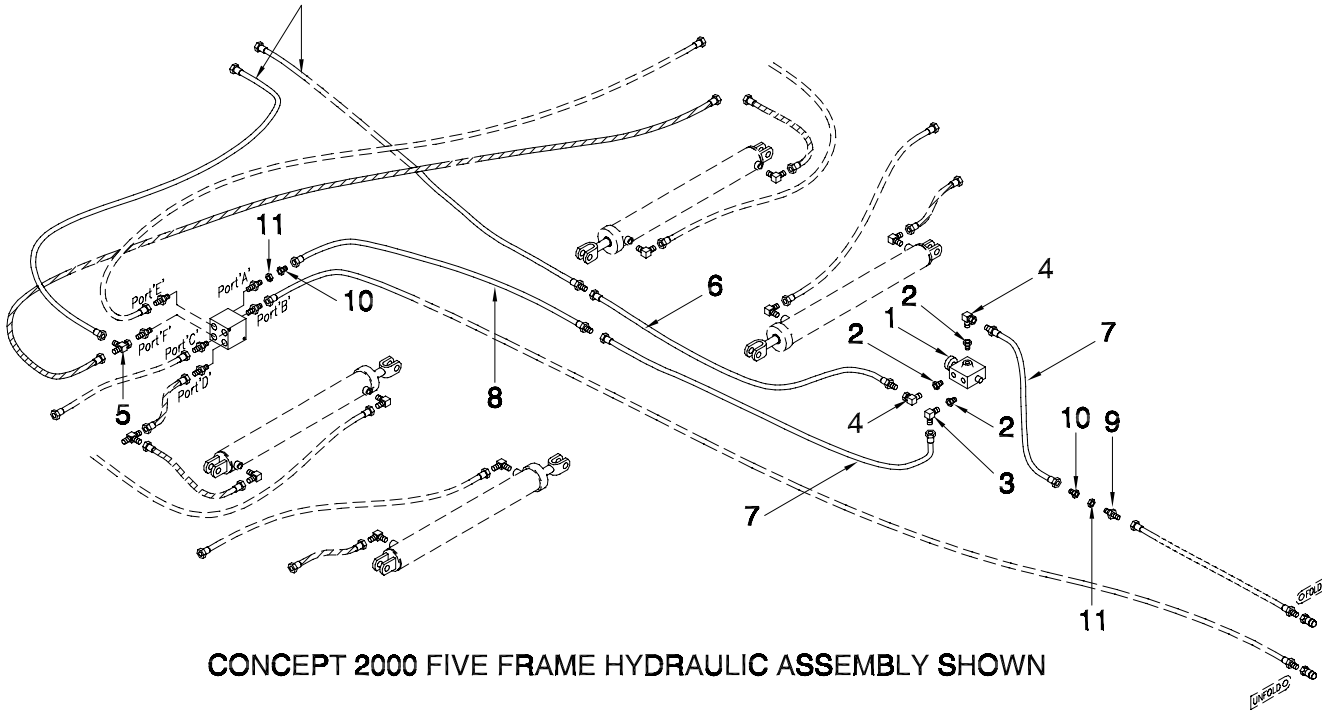 11
Port'E'
Port'A'
10
Port'B'
Port'F'
Port'C'
Port'D'
5
8
6
4
2
1
2
7
4
2
3
7
10
9
11
FOLD
UNFOLD
CONCEPT 2000 FIVE FRAME HYDRAULIC ASSEMBLY SHOWN